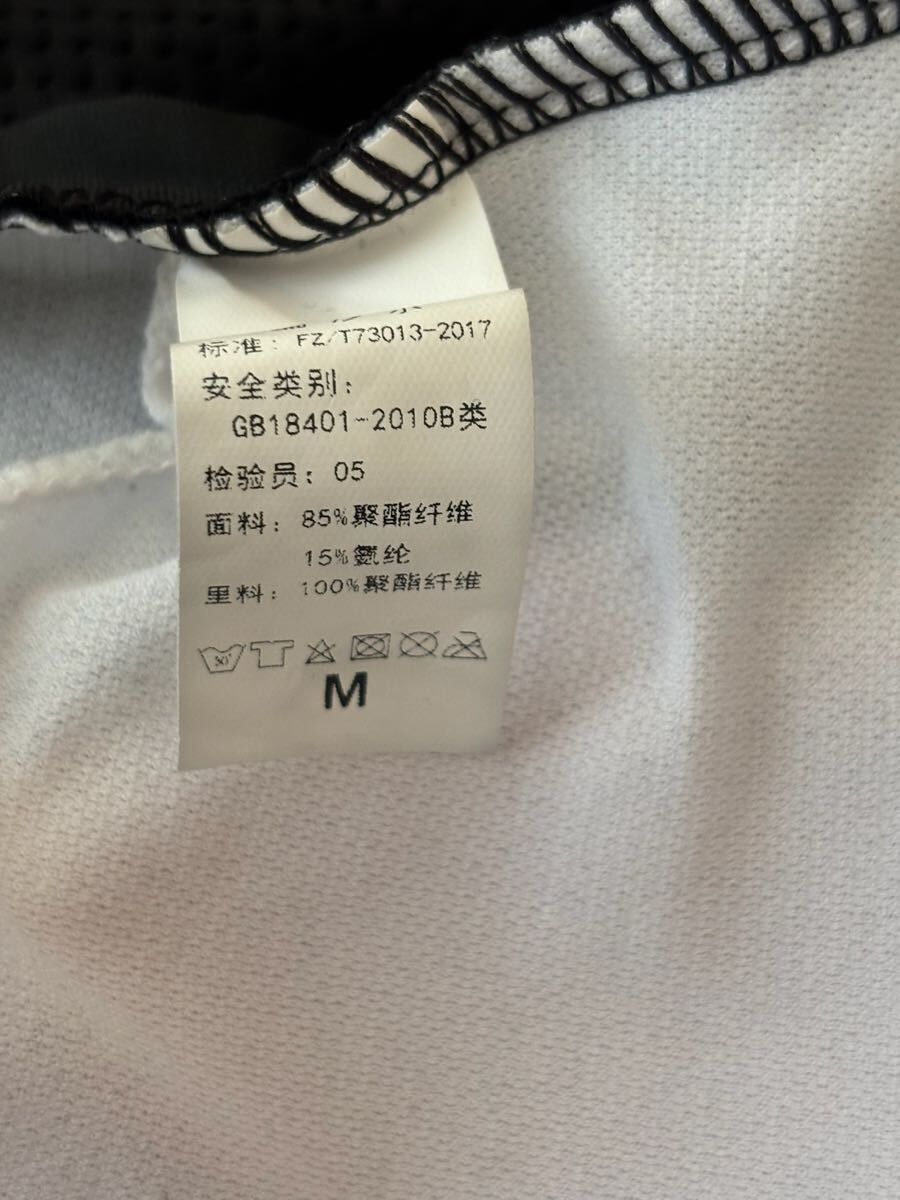 标准: FZ/T73013-2017
安全类别:
GB18401-2010B类
检验员: 05
面料: 85%聚酯纤维
15%氨纶
里料: 100%聚酯纤维
30°
M